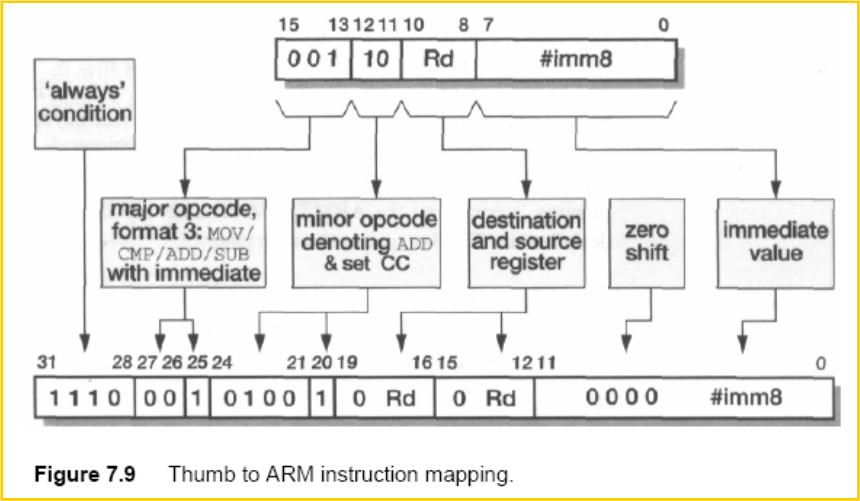 15 13 12 11 10 8 7 0
0 0 1 10 Rd #imm8
'always'
condition
major opcode,
format 3: MOV/
CMP/ADD/SUB
with immediate
minor opcode
denoting ADD
& set CC
destination
and source
register
zero
shift
immediate
value
31 28 27 26 25 24 21 20 19 16 15 12 11 0
1 1 1 0 0 0 1 0 1 0 0 1 0 Rd 0 Rd 0 0 0 0 #imm8
Figure 7.9 Thumb to ARM instruction mapping.